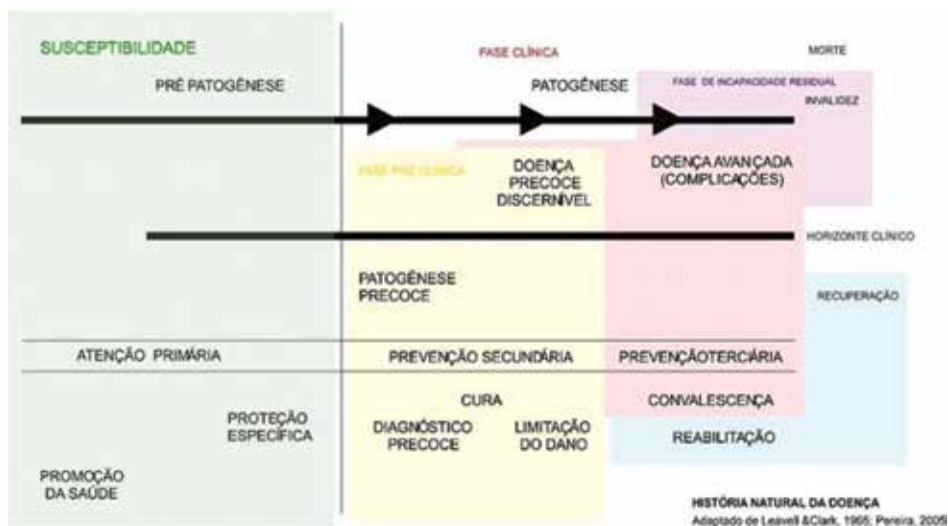 SUSCEPTIBILIDADE
FASE CLÍNICA
MORTE
PRÉ PATOGÊNESE
PATOGÊNESE
FASE DE INCAPACIDADE RESIDUAL
INVALIDEZ
FASE PRÉ CLÍNICA
DOENÇA
PRECOCE
DISCERNÍVEL
DOENÇA AVANÇADA
(COMPLICAÇÕES)
HORIZONTE CLÍNICO
PATOGÊNESE
PRECOCE
RECUPERAÇÃO
ATENÇÃO PRIMÁRIA
PREVENÇÃO SECUNDÁRIA
PREVENÇÃOTERCIÁRIA
CURA
CONVALESCENÇA
PROTEÇÃO
ESPECÍFICA
DIAGNÓSTICO
PRECOCE
LIMITAÇÃO
DO DANO
REABILITAÇÃO
PROMOÇÃO
DA SAÚDE
HISTÓRIA NATURAL DA DOENÇA
Adaptado de Leavell &Clark, 1965; Pereira, 2005